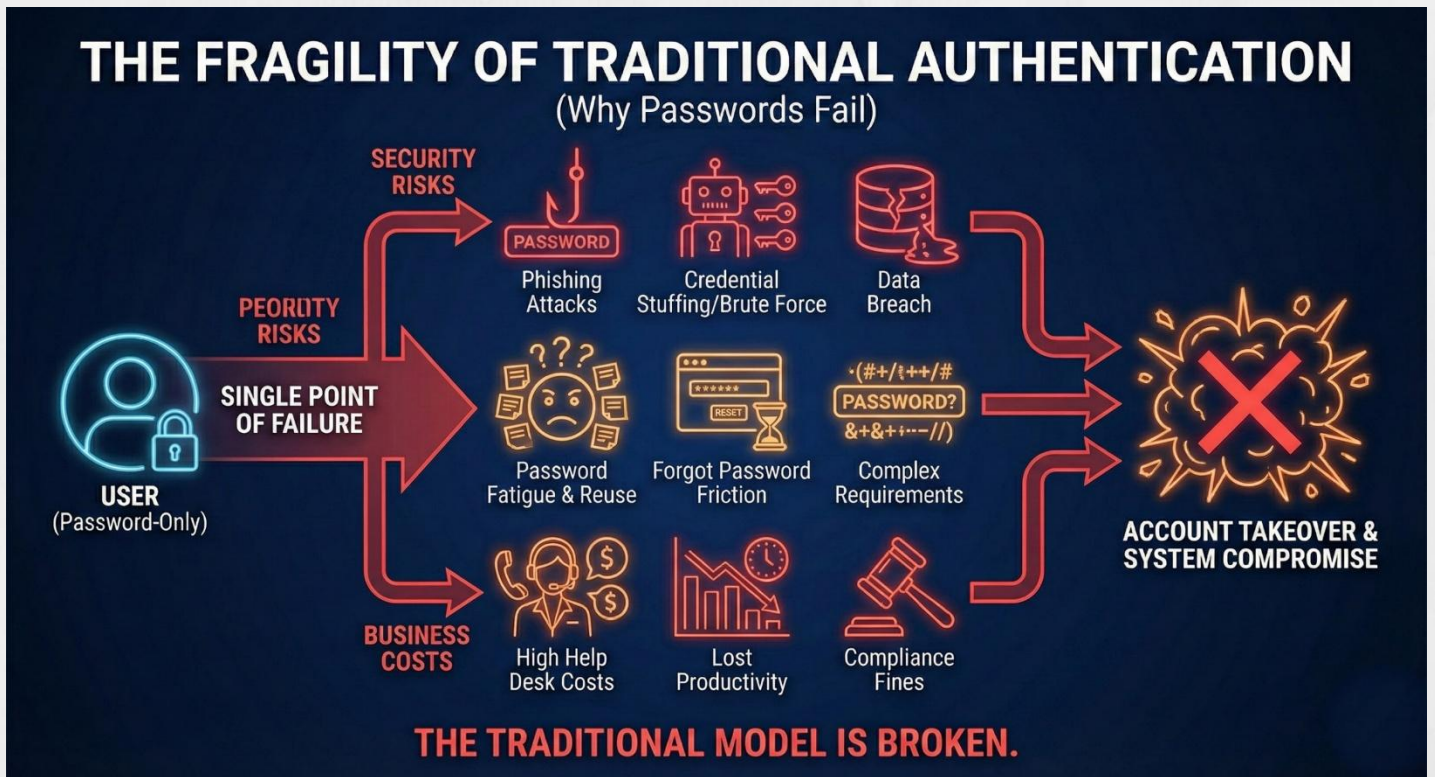 THE FRAGILITY OF TRADITIONAL AUTHENTICATION
(Why Passwords Fail)
SECURITY
RISKS
PASSWORD
Phishing
Attacks
Credential
Stuffing/Brute Force
Data
Breach
RISKS
SINGLE POINT
OF FAILURE
USER
(Password-Only)
???
Password
Fatigue & Reuse
******
RESET
Forgot Password
Friction
PASSWORD?
Complex
Requirements
ACCOUNT TAKEOVER &
SYSTEM COMPROMISE
BUSINESS
COSTS
$
$
High Help
Desk Costs
Lost
Productivity
Compliance
Fines
THE TRADITIONAL MODEL IS BROKEN.